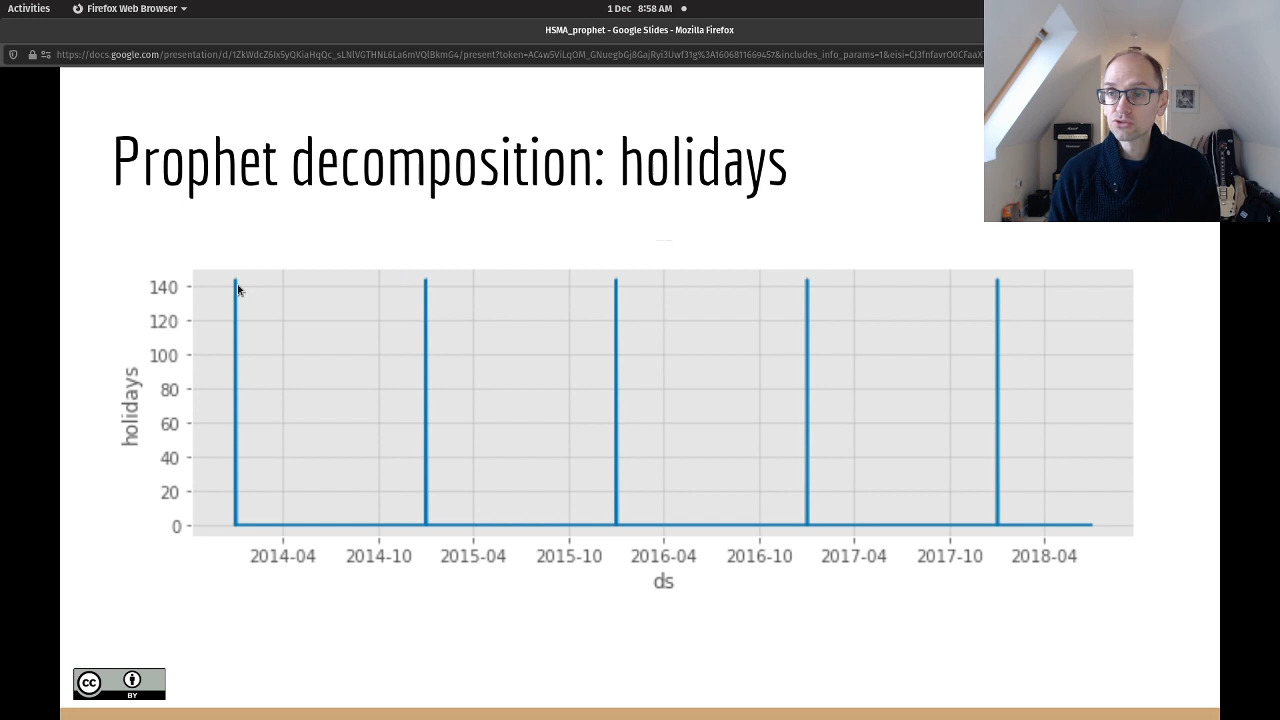 Activities
Firefox Web Browser
1 Dec 8:58 AM
HSMA_prophet - Google Slides - Mozilla Firefox
Prophet decomposition: holidays
140
120
100
80
60
40
20
0
holidays
2014-04 2014-10 2015-04 2015-10 2016-04 2016-10 2017-04 2017-10 2018-04
ds
cc
BY